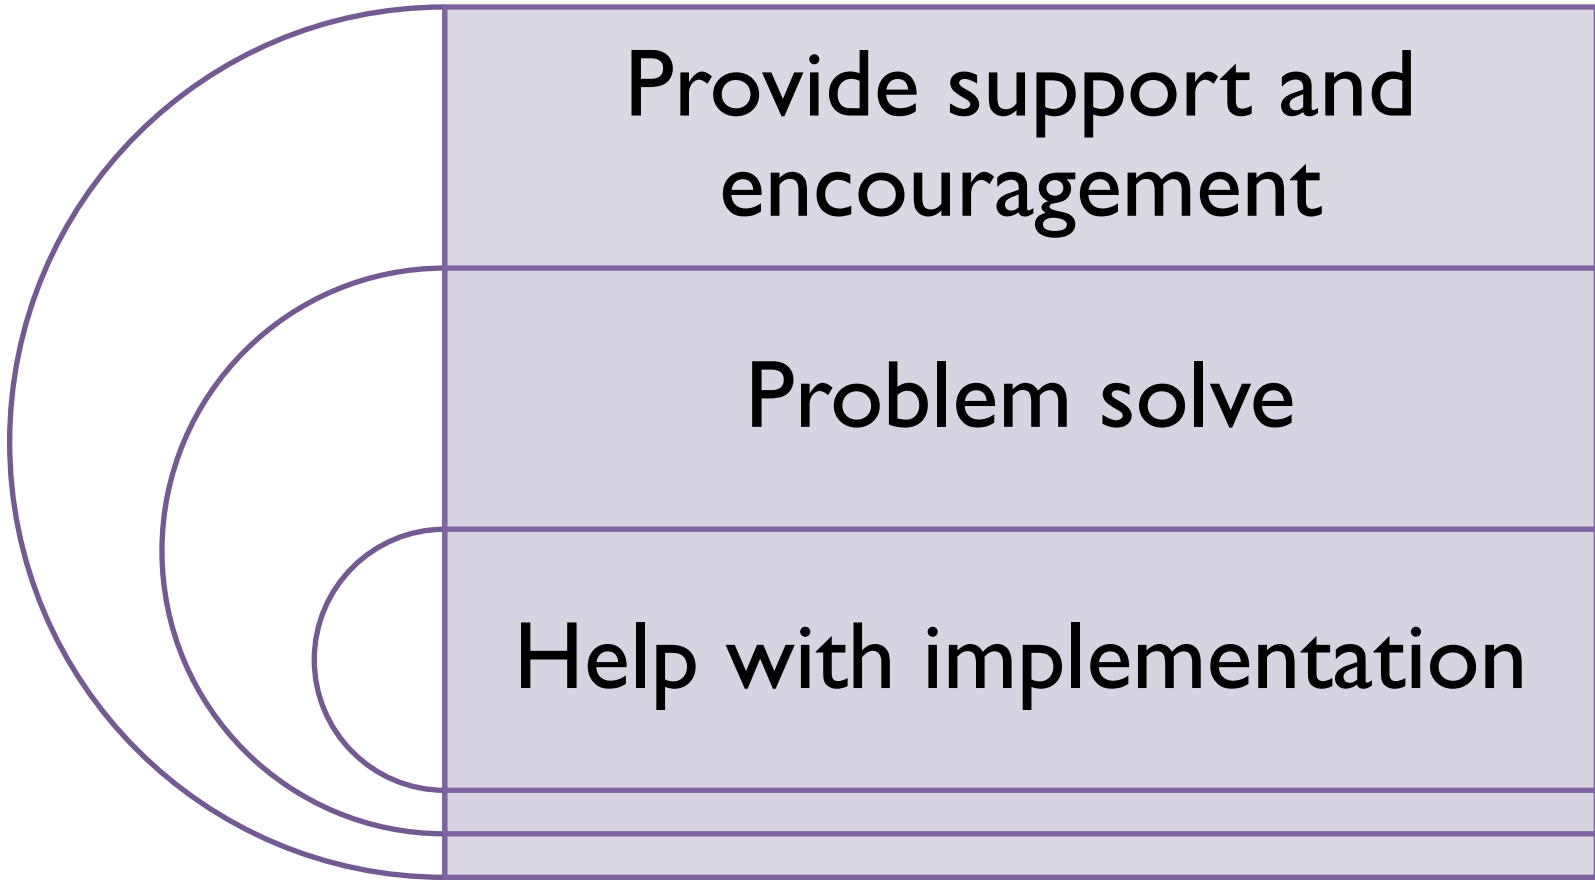 Provide support and
encouragement
Problem solve
Help with implementation